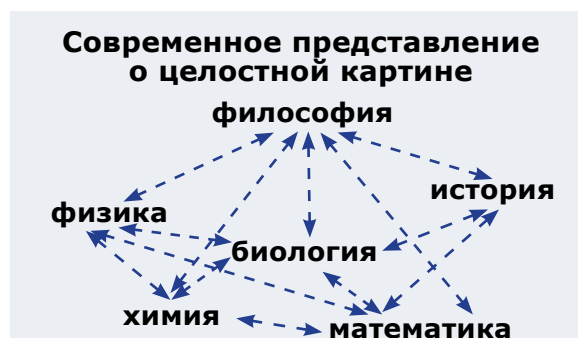 Современное представление
о целостной картине
философия
история
физика
биология
химия
математика